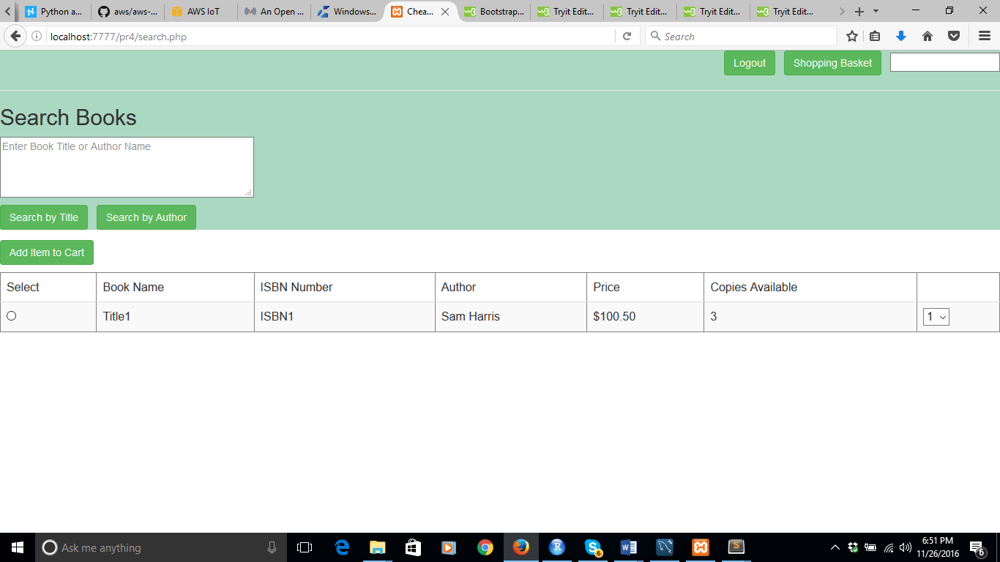 Python a... aws/aws-... AWS IoT An Open ... Windows... Chea... Bootstrap... Tryit Edit... Tryit Edit... Tryit Edit... Tryit Edit...
localhost:7777/pr4/search.php Search
Logout Shopping Basket
Search Books
Enter Book Title or Author Name
Search by Title Search by Author
Add Item to Cart
Select Book Name ISBN Number Author Price Copies Available
Title1 ISBN1 Sam Harris $100.50 3 1
Ask me anything
6:51 PM
11/26/2016
6
6